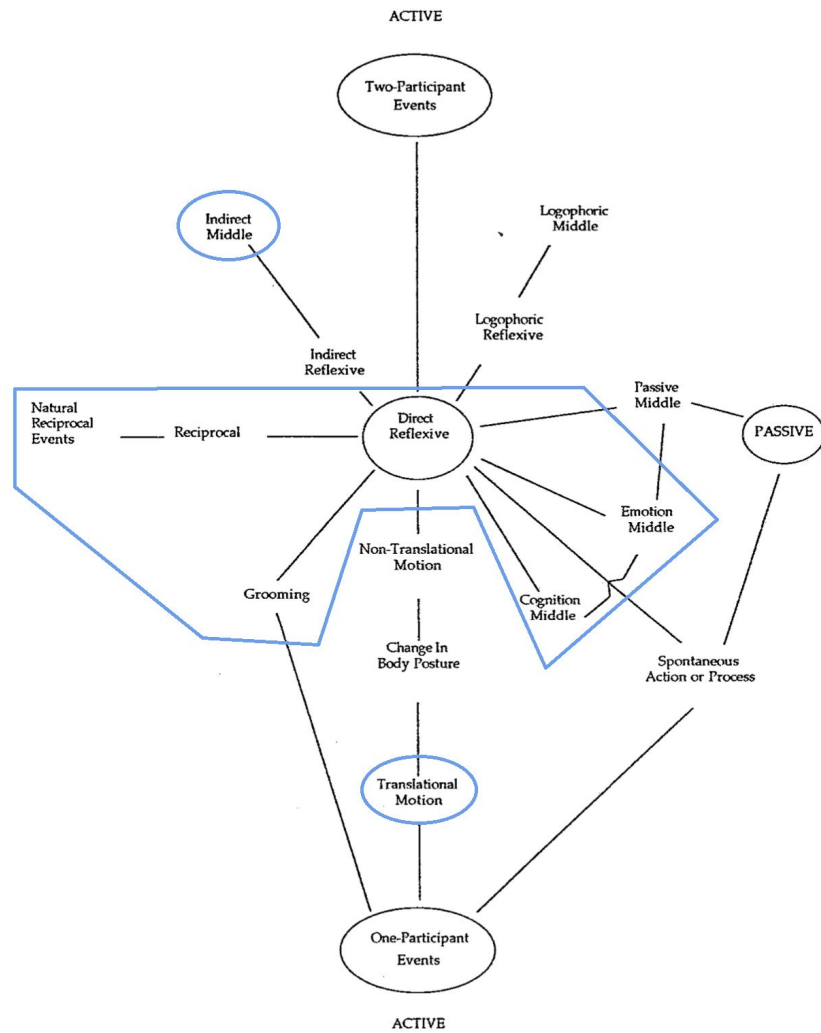 ACTIVE
Two-Participant
Events
Indirect
Middle
Logophoric
Middle
Logophoric
Reflexive
Indirect
Reflexive
Passive
Middle
Natural
Reciprocal
Events
Reciprocal
Direct
Reflexive
PASSIVE
Emotion
Middle
Non-Translational
Motion
Grooming
Cognition
Middle
Change In
Body Posture
Spontaneous
Action or Process
Translational
Motion
One-Participant
Events
ACTIVE